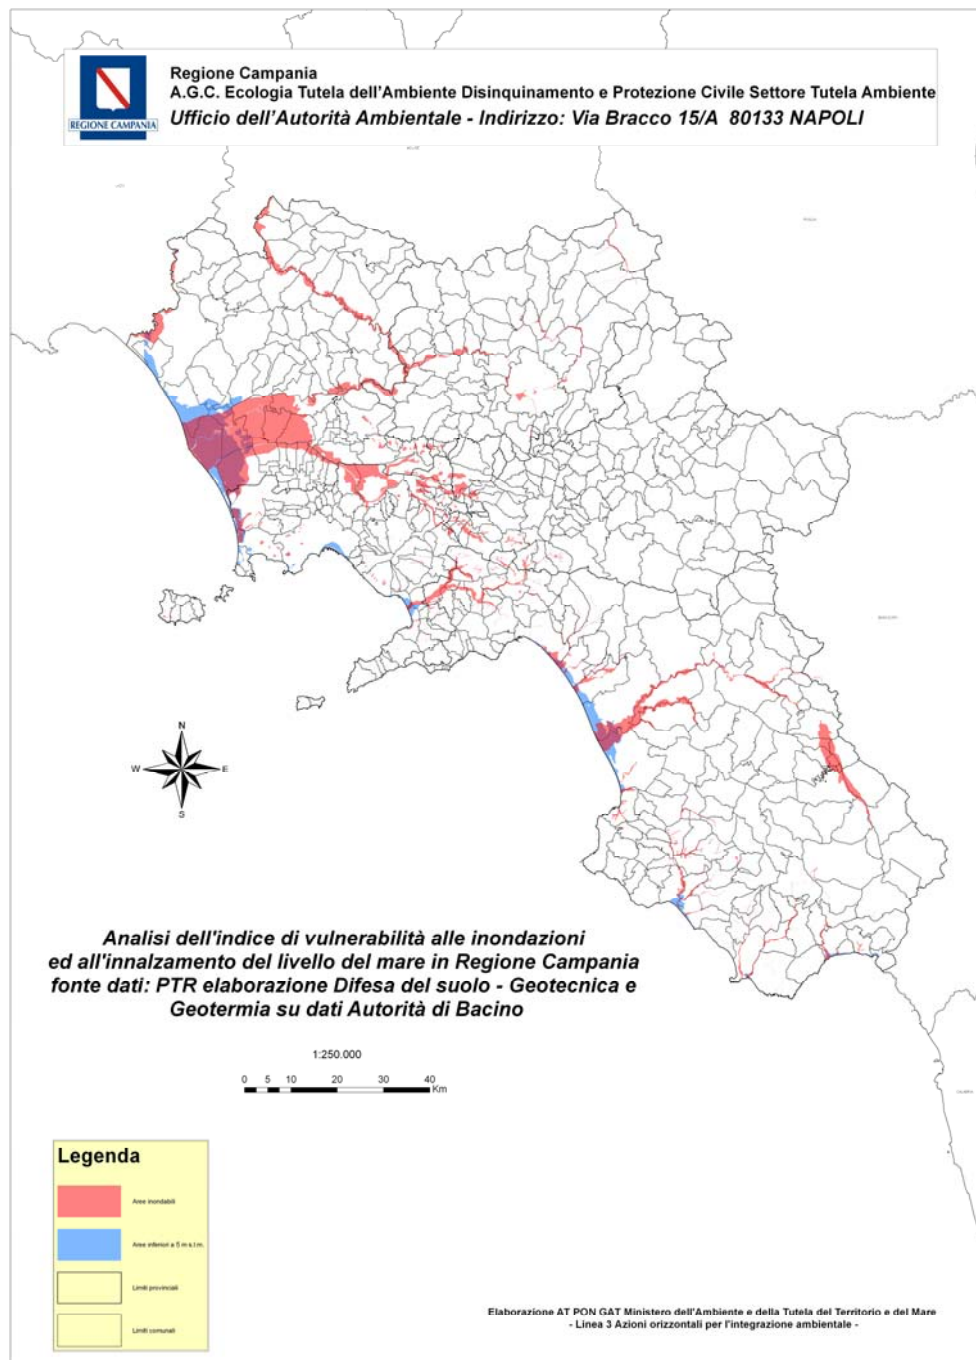 Regione Campania
A.G.C. Ecologia Tutela dell'Ambiente Disinquinamento e Protezione Civile Settore Tutela Ambiente
REGIONE CAMPANIA
Ufficio dell'Autorità Ambientale - Indirizzo: Via Bracco 15/A 80133 NAPOLI
N
W
E
S
Analisi dell'indice di vulnerabilità alle inondazioni
ed all'innalzamento del livello del mare in Regione Campania
fonte dati: PTR elaborazione Difesa del suolo - Geotecnica e
Geotermia su dati Autorità di Bacino
1:250.000
0 5 10 20 30 40
Km
Legenda
Aree inondabili
Aree inferiori a 5 m s.l.m.
Limiti provinciali
Limiti comunali
Elaborazione AT PON GAT Ministero dell'Ambiente e della Tutela del Territorio e del Mare
- Linea 3 Azioni orizzontali per l'integrazione ambientale -